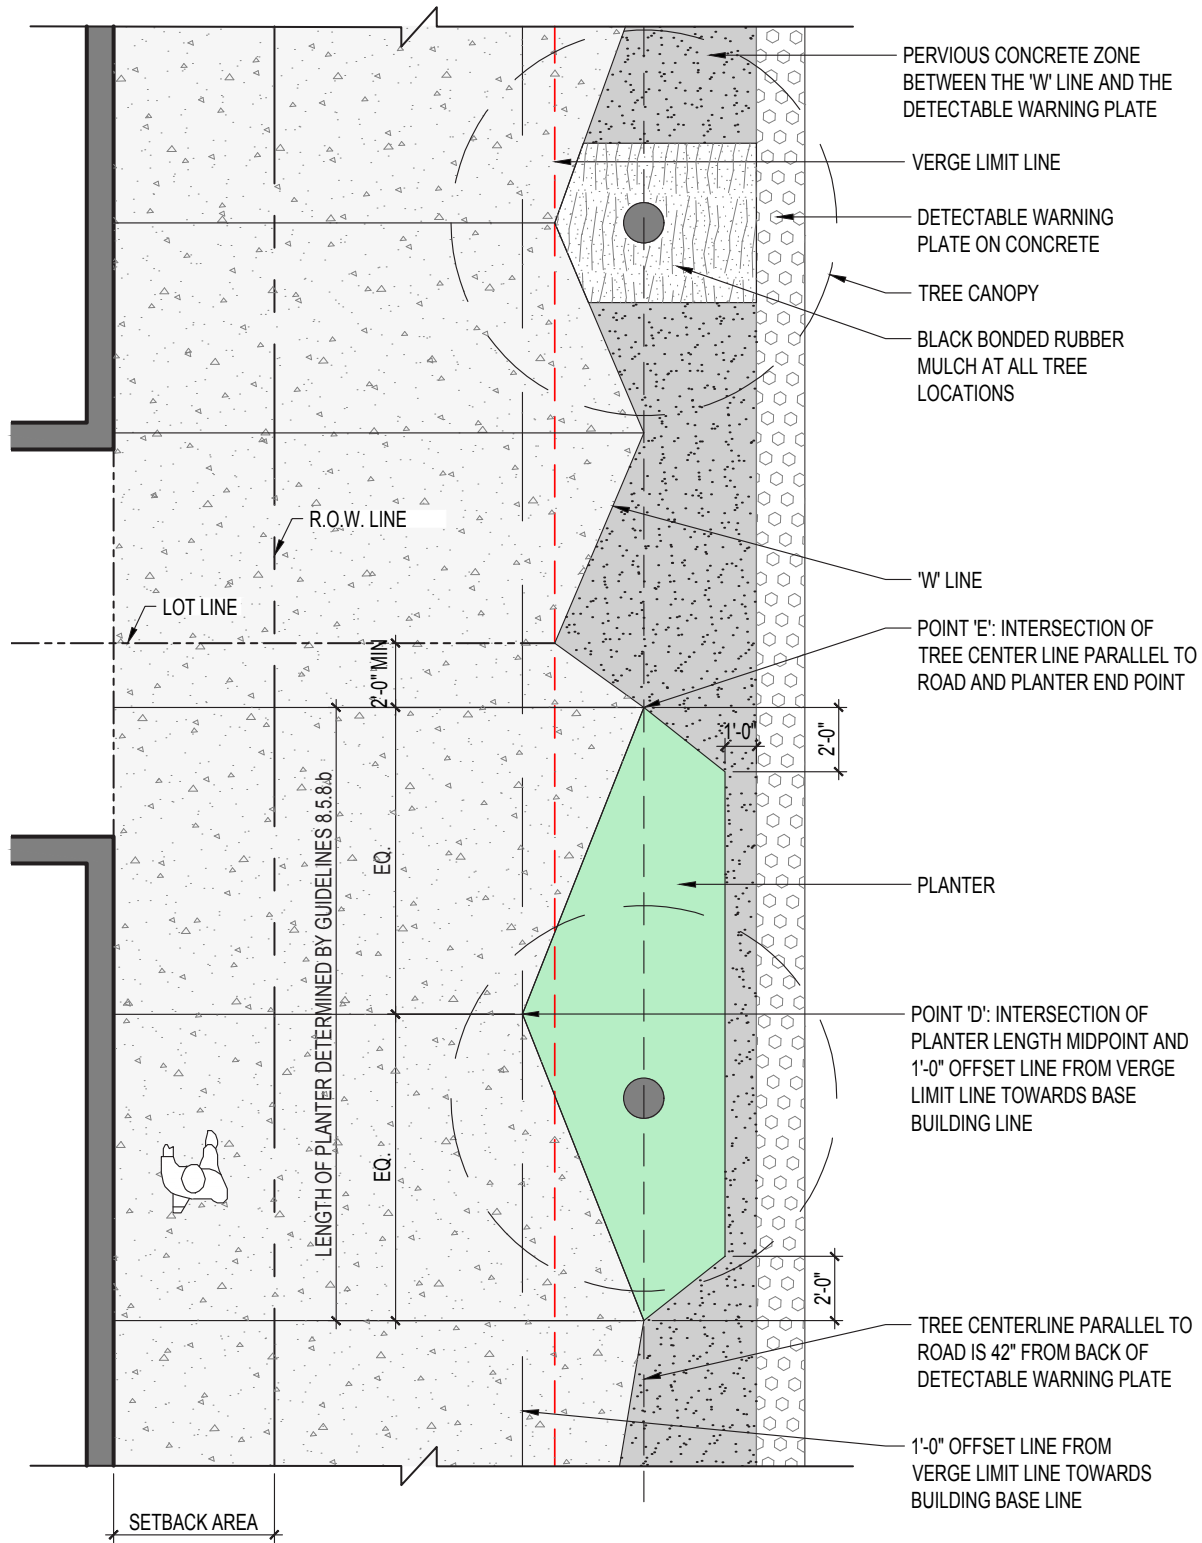 PERVIOUS CONCRETE ZONE
BETWEEN THE 'W' LINE AND THE
DETECTABLE WARNING PLATE
VERGE LIMIT LINE
DETECTABLE WARNING
PLATE ON CONCRETE
TREE CANOPY
BLACK BONDED RUBBER
MULCH AT ALL TREE
LOCATIONS
R.O.W. LINE
'W' LINE
LOT LINE
2'-0" MIN
POINT 'E': INTERSECTION OF
TREE CENTER LINE PARALLEL TO
ROAD AND PLANTER END POINT
1'-0"
2'-0"
LENGTH OF PLANTER DETERMINED BY GUIDELINES 8.5.8.b
EQ.
PLANTER
POINT 'D': INTERSECTION OF
PLANTER LENGTH MIDPOINT AND
1'-0" OFFSET LINE FROM VERGE
LIMIT LINE TOWARDS BASE
BUILDING LINE
EQ.
2'-0"
TREE CENTERLINE PARALLEL TO
ROAD IS 42" FROM BACK OF
DETECTABLE WARNING PLATE
1'-0" OFFSET LINE FROM
VERGE LIMIT LINE TOWARDS
BUILDING BASE LINE
SETBACK AREA